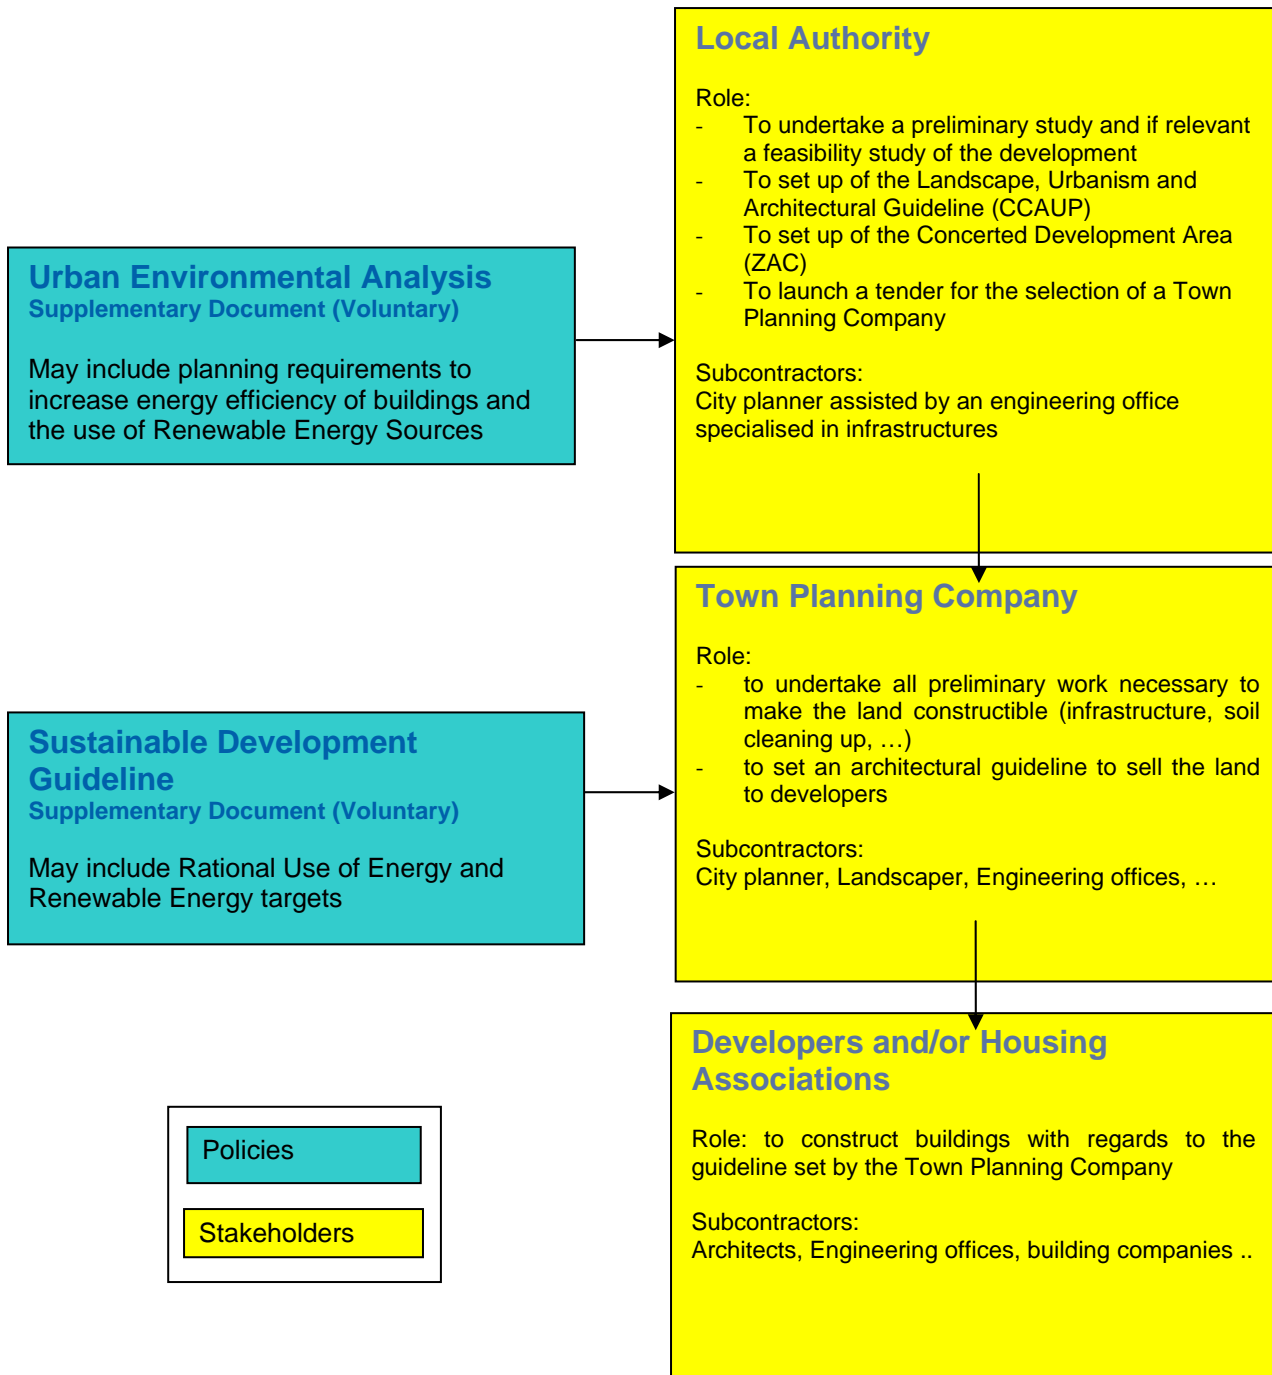 Local Authority
Role:
- To undertake a preliminary study and if relevant
a feasibility study of the development
- To set up of the Landscape, Urbanism and
Architectural Guideline (CCAUP)
- To set up of the Concerted Development Area
(ZAC)
- To launch a tender for the selection of a Town
Planning Company
Subcontractors:
City planner assisted by an engineering office
specialised in infrastructures
Urban Environmental Analysis
Supplementary Document (Voluntary)
May include planning requirements to
increase energy efficiency of buildings and
the use of Renewable Energy Sources
Town Planning Company
Role:
- to undertake all preliminary work necessary to
make the land constructible (infrastructure, soil
cleaning up, …)
- to set an architectural guideline to sell the land
to developers
Subcontractors:
City planner, Landscaper, Engineering offices, …
Sustainable Development
Guideline
Supplementary Document (Voluntary)
May include Rational Use of Energy and
Renewable Energy targets
Developers and/or Housing
Associations
Role: to construct buildings with regards to the
guideline set by the Town Planning Company
Subcontractors:
Architects, Engineering offices, building companies ..
Policies
Stakeholders